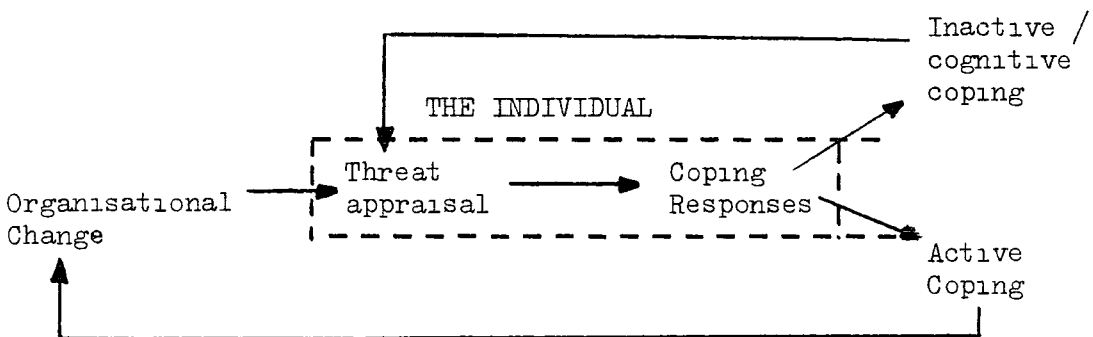 Inactive /
cognitive
coping
THE INDIVIDUAL
Threat
appraisal
Coping
Responses
Organisational
Change
Active
Coping